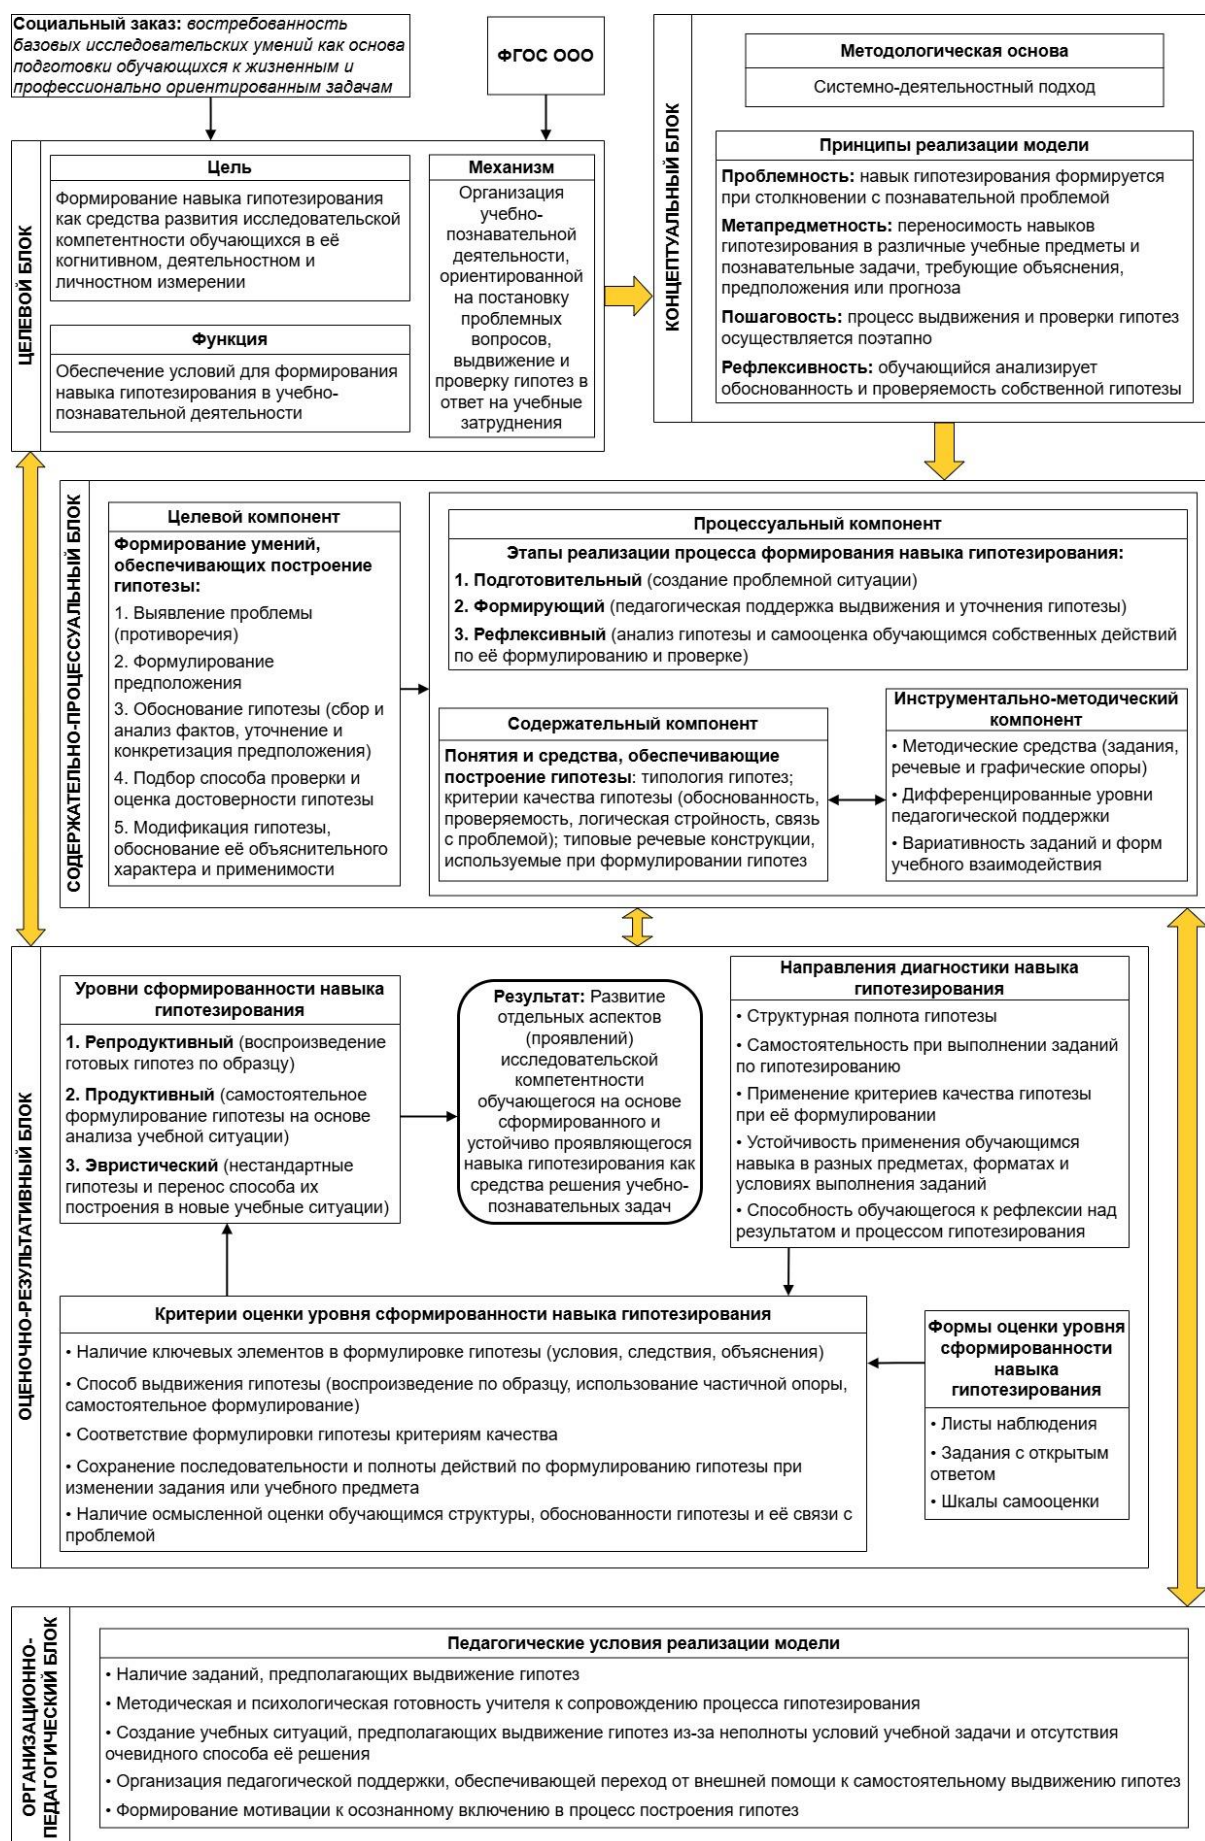 Социальный заказ: востребованность
базовых исследовательских умений как основа
подготовки обучающихся к жизненным и
профессионально ориентированным задачам
ФГОС ООО
ЦЕЛЕВОЙ БЛОК
Цель
Формирование навыка гипотезирования
как средства развития исследовательской
компетентности обучающихся в её
когнитивном, деятельностном и
личностном измерении
Функция
Обеспечение условий для формирования
навыка гипотезирования в учебно-
познавательной деятельности
Механизм
Организация
учебно-
познавательной
деятельности,
ориентированной
на постановку
проблемных
вопросов,
выдвижение и
проверку гипотез в
ответ на учебные
затруднения
КОНЦЕПТУАЛЬНЫЙ БЛОК
Методологическая основа
Системно-деятельностный подход
Принципы реализации модели
Проблемность: навык гипотезирования формируется
при столкновении с познавательной проблемой
Метапредметность: переносимость навыков
гипотезирования в различные учебные предметы и
познавательные задачи, требующие объяснения,
предположения или прогноза
Пошаговость: процесс выдвижения и проверки гипотез
осуществляется поэтапно
Рефлексивность: обучающийся анализирует
обоснованность и проверяемость собственной гипотезы
СОДЕРЖАТЕЛЬНО-ПРОЦЕССУАЛЬНЫЙ БЛОК
Целевой компонент
Формирование умений,
обеспечивающих построение
гипотезы:
1. Выявление проблемы
(противоречия)
2. Формулирование
предположения
3. Обоснование гипотезы (сбор и
анализ фактов, уточнение и
конкретизация предположения)
4. Подбор способа проверки и
оценка достоверности гипотезы
5. Модификация гипотезы,
обоснование её объяснительного
характера и применимости
Процессуальный компонент
Этапы реализации процесса формирования навыка гипотезирования:
1. Подготовительный (создание проблемной ситуации)
2. Формирующий (педагогическая поддержка выдвижения и уточнения гипотезы)
3. Рефлексивный (анализ гипотезы и самооценка обучающимся собственных действий
по её формулированию и проверке)
Содержательный компонент
Понятия и средства, обеспечивающие
построение гипотезы: типология гипотез;
критерии качества гипотезы (обоснованность,
проверяемость, логическая стройность, связь
с проблемой); типовые речевые конструкции,
используемые при формулировании гипотез
Инструментально-методический
компонент
• Методические средства (задания,
речевые и графические опоры)
• Дифференцированные уровни
педагогической поддержки
• Вариативность заданий и форм
учебного взаимодействия
ОЦЕНОЧНО-РЕЗУЛЬТАТИВНЫЙ БЛОК
Уровни сформированности навыка
гипотезирования
1. Репродуктивный (воспроизведение
готовых гипотез по образцу)
2. Продуктивный (самостоятельное
формулирование гипотезы на основе
анализа учебной ситуации)
3. Эвристический (нестандартные
гипотезы и перенос способа их
построения в новые учебные ситуации)
Результат: Развитие
отдельных аспектов
(проявлений)
исследовательской
компетентности
обучающегося на основе
сформированного и
устойчиво проявляющегося
навыка гипотезирования как
средства решения учебно-
познавательных задач
Направления диагностики навыка
гипотезирования
• Структурная полнота гипотезы
• Самостоятельность при выполнении заданий
по гипотезированию
• Применение критериев качества гипотезы
при её формулировании
• Устойчивость применения обучающимся
навыка в разных предметах, форматах и
условиях выполнения заданий
• Способность обучающегося к рефлексии над
результатом и процессом гипотезирования
Критерии оценки уровня сформированности навыка гипотезирования
• Наличие ключевых элементов в формулировке гипотезы (условия, следствия, объяснения)
• Способ выдвижения гипотезы (воспроизведение по образцу, использование частичной опоры,
самостоятельное формулирование)
• Соответствие формулировки гипотезы критериям качества
• Сохранение последовательности и полноты действий по формулированию гипотезы при
изменении задания или учебного предмета
• Наличие осмысленной оценки обучающимся структуры, обоснованности гипотезы и её связи с
проблемой
Формы оценки уровня
сформированности
навыка
гипотезирования
• Листы наблюдения
• Задания с открытым
ответом
• Шкалы самооценки
ОРГАНИЗАЦИОННО-
ПЕДАГОГИЧЕСКИЙ БЛОК
Педагогические условия реализации модели
• Наличие заданий, предполагающих выдвижение гипотез
• Методическая и психологическая готовность учителя к сопровождению процесса гипотезирования
• Создание учебных ситуаций, предполагающих выдвижение гипотез из-за неполноты условий учебной задачи и отсутствия
очевидного способа её решения
• Организация педагогической поддержки, обеспечивающей переход от внешней помощи к самостоятельному выдвижению гипотез
• Формирование мотивации к осознанному включению в процесс построения гипотез